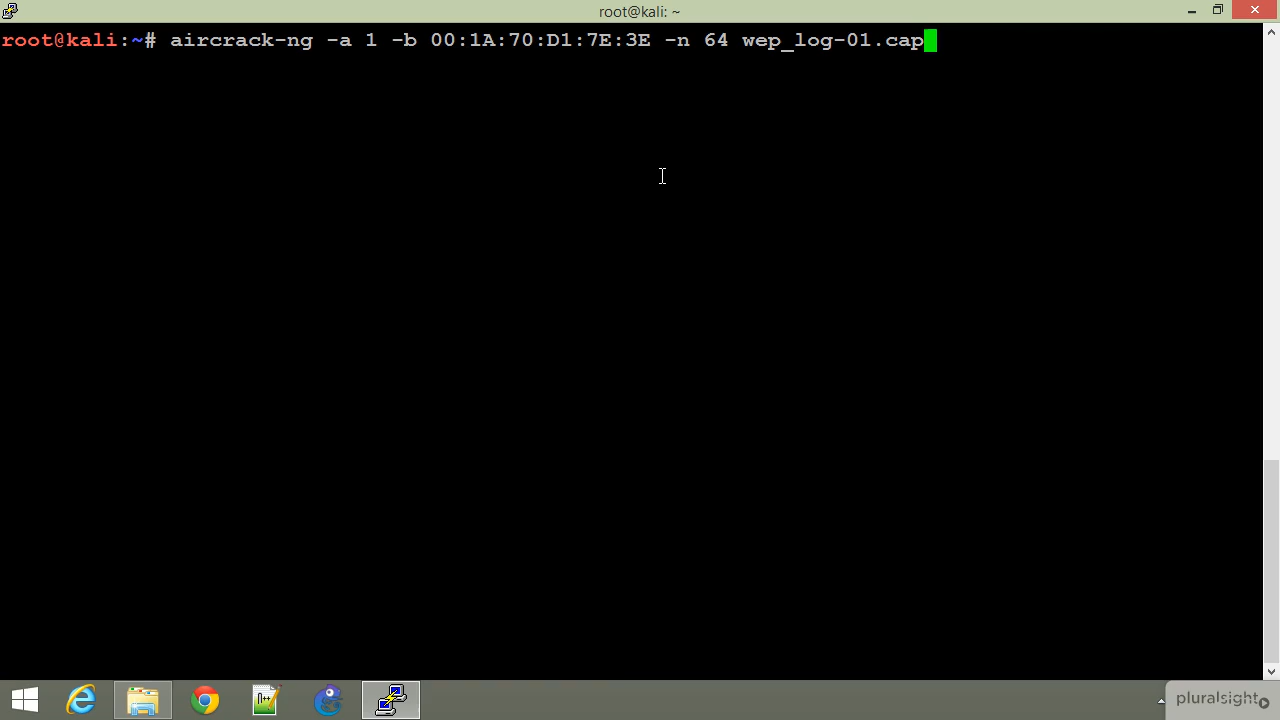 root@kali: ~
root@kali:~# aircrack-ng -a 1 -b 00:1A:70:D1:7E:3E -n 64 wep_log-01.cap
pluralsight